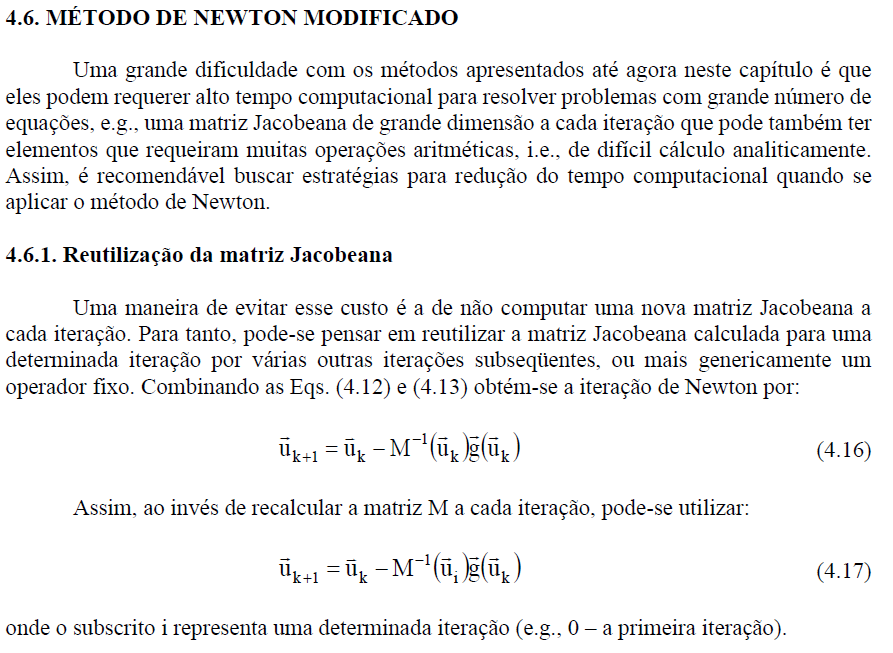 4.6. MÉTODO DE NEWTON MODIFICADO
Uma grande dificuldade com os métodos apresentados até agora neste capítulo é que
eles podem requerer alto tempo computacional para resolver problemas com grande número de
equações, e.g., uma matriz Jacobeana de grande dimensão a cada iteração que pode também ter
elementos que requeiram muitas operações aritméticas, i.e., de difícil cálculo analiticamente.
Assim, é recomendável buscar estratégias para redução do tempo computacional quando se
aplicar o método de Newton.
4.6.1. Reutilização da matriz Jacobeana
Uma maneira de evitar esse custo é a de não computar uma nova matriz Jacobeana a
cada iteração. Para tanto, pode-se pensar em reutilizar a matriz Jacobeana calculada para uma
determinada iteração por várias outras iterações subseqüentes, ou mais genericamente um
operador fixo. Combinando as Eqs. (4.12) e (4.13) obtém-se a iteração de Newton por:
u⃗ₖ₊₁ = u⃗ₖ − M⁻¹(u⃗ₖ)g⃗(u⃗ₖ) (4.16)
Assim, ao invés de recalcular a matriz M a cada iteração, pode-se utilizar:
u⃗ₖ₊₁ = u⃗ₖ − M⁻¹(u⃗ᵢ)g⃗(u⃗ₖ) (4.17)
onde o subscrito i representa uma determinada iteração (e.g., 0 – a primeira iteração).